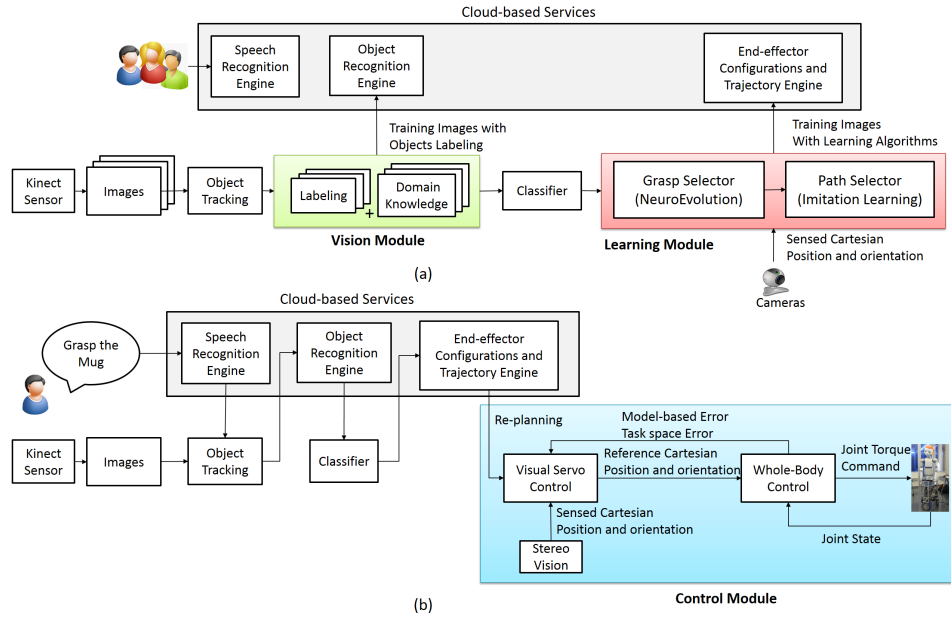 Cloud-based Services
Speech
Recognition
Engine
Object
Recognition
Engine
End-effector
Configurations and
Trajectory Engine
Training Images with
Objects Labeling
Training Images
With Learning Algorithms
Kinect
Sensor
Images
Object
Tracking
Labeling
+
Domain
Knowledge
Vision Module
Classifier
Grasp Selector
(NeuroEvolution)
Path Selector
(Imitation Learning)
Learning Module
Sensed Cartesian
Position and orientation
Cameras
(a)
Cloud-based Services
Grasp the
Mug
Speech
Recognition
Engine
Object
Recognition
Engine
End-effector
Configurations and
Trajectory Engine
Kinect
Sensor
Images
Object
Tracking
Classifier
Re-planning
Model-based Error
Task space Error
Visual Servo
Control
Reference Cartesian
Position and orientation
Whole-Body
Control
Joint Torque
Command
Sensed Cartesian
Position and orientation
Joint State
Stereo
Vision
Control Module
(b)